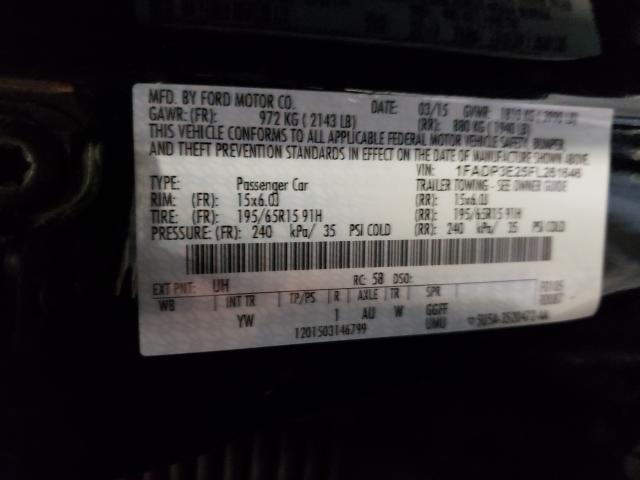 MFD. BY FORD MOTOR CO. DATE: 03/15 GVWR:
GAWR: (FR): 972 KG ( 2143 LB) (RR): 880 KG ( 1940 LB)
THIS VEHICLE CONFORMS TO ALL APPLICABLE FEDERAL MOTOR VEHICLE SAFETY, BUMPER,
AND THEFT PREVENTION STANDARDS IN EFFECT ON THE DATE OF MANUFACTURE SHOWN ABOVE.
VIN: 1FADP3E25FL261646
TYPE: Passenger Car TRAILER TOWING - SEE OWNER GUIDE
RIM: (FR): 15x6.0J (RR): 15x6.0J
TIRE: 195/65R15 91H (RR): 195/65R15 91H
PRESSURE: (FR): 240 kPa/ 35 PSI COLD (RR): 240 kPa/ 35 PSI COLD
EXT PNT: UH RC: 58 DSO:
WB INT TR TP/PS R AXLE TR SPR
YW 1 AU W GGFF
1201503146799 UMU